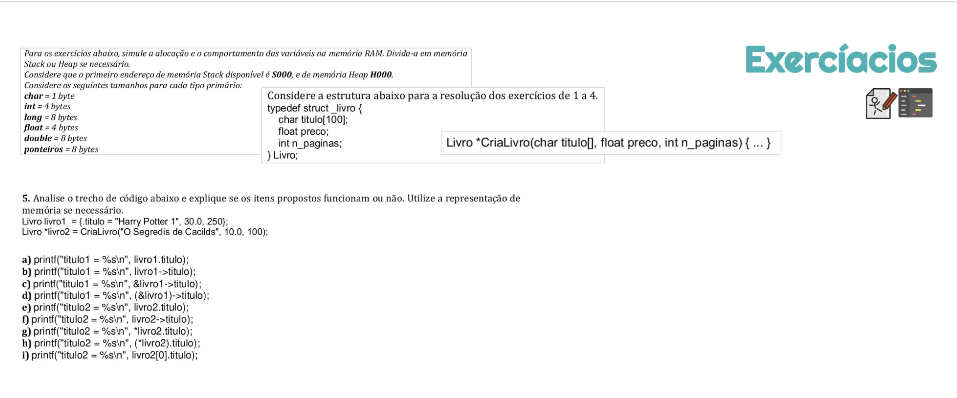 Exercíacios
Para os exercícios abaixo, simule a alocação e o comportamento das variáveis na memória RAM. Divida-a em memória
Stack ou Heap se necessário.
Considere que o primeiro endereço de memória Stack disponível é S000, e de memória Heap H000.
Considere os seguintes tamanhos para cada tipo primário:
char = 1 byte
int = 4 bytes
long = 8 bytes
float = 4 bytes
double = 8 bytes
ponteiros = 8 bytes
Considere a estrutura abaixo para a resolução dos exercícios de 1 a 4.
typedef struct _livro {
char titulo[100];
float preco;
int n_paginas;
} Livro;
Livro *CriaLivro(char titulo[], float preco, int n_paginas) { ... }
5. Analise o trecho de código abaixo e explique se os itens propostos funcionam ou não. Utilize a representação de
memória se necessário.
Livro livro1 = {.titulo = "Harry Potter 1", 30.0, 250};
Livro *livro2 = CriaLivro("O Segredis de Cacilds", 10.0, 100);
a) printf("titulo1 = %s\n", livro1.titulo);
b) printf("titulo1 = %s\n", livro1->titulo);
c) printf("titulo1 = %s\n", &livro1->titulo);
d) printf("titulo1 = %s\n", (&livro1)->titulo);
e) printf("titulo2 = %s\n", livro2.titulo);
f) printf("titulo2 = %s\n", livro2->titulo);
g) printf("titulo2 = %s\n", *livro2.titulo);
h) printf("titulo2 = %s\n", (*livro2).titulo);
i) printf("titulo2 = %s\n", livro2[0].titulo);